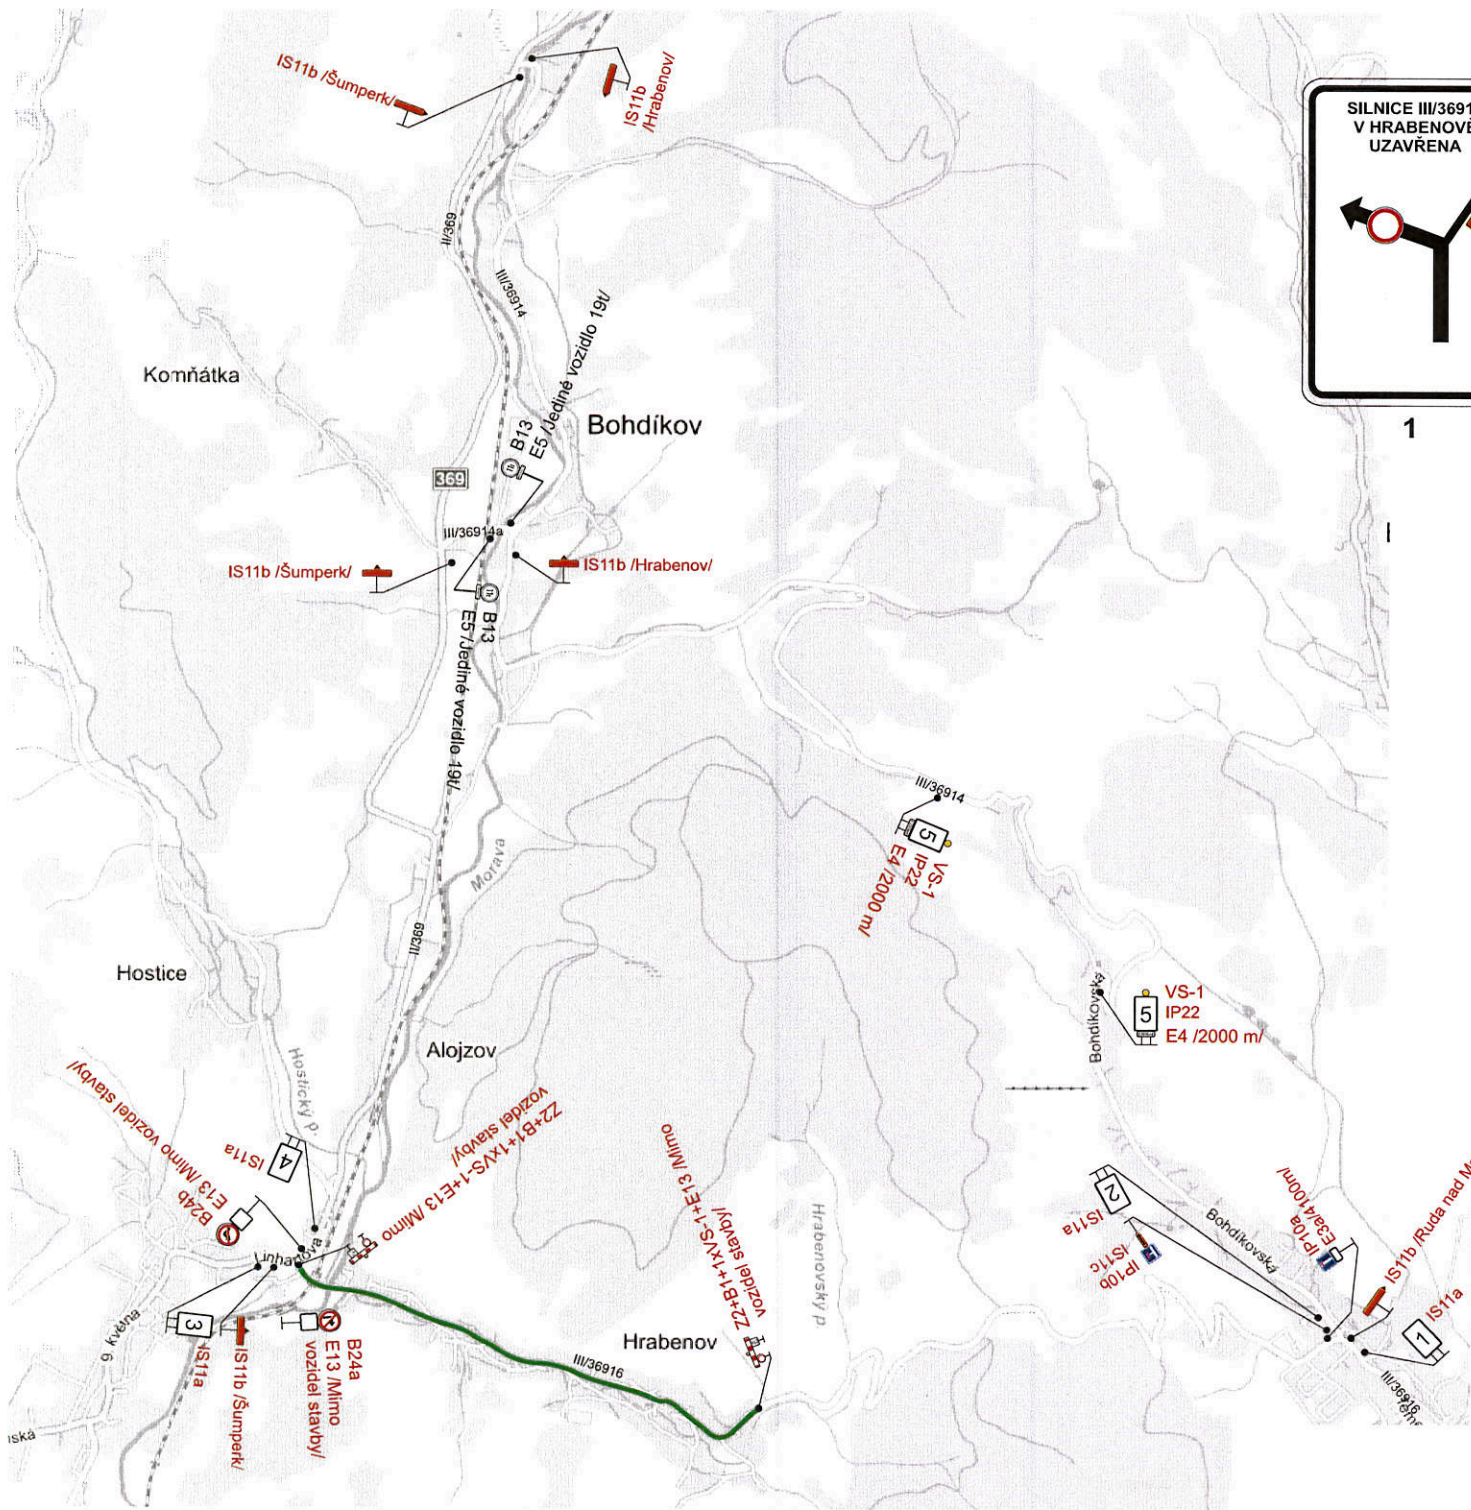 IS11b /Šumperk/
IS11b
/Hrabenov/
SILNICE III/3691
V HRABENOVĚ
UZAVŘENA
1
II/369
III/36914
Komňátka
Bohdíkov
B13
E5 /Jediné vozidlo 19t/
369
III/36914a
IS11b /Šumperk/
IS11b /Hrabenov/
B13
E5 /Jediné vozidlo 19t/
III/36914
5
VS-1
IP22
E4 /2000 m/
Morava
II/369
Hostice
Bohdíkovská
5
VS-1
IP22
E4 /2000 m/
Alojzov
Hostický p.
B24b
E13 /Mimo vozidel stavby/
4
IS11a
Z2+B1+1xVS-1+E13 /Mimo
vozidel stavby/
Z2+B1+1xVS-1+E13 /Mimo
vozidel stavby/
Hrabenovský p
2
IS11a
IP10b
IS11c
Bohdíkovská
IP10a
E3a/4100m/
IS11b /Ruda nad M
IS11a
1
Linhartova
9. května
3
IS11a
IS11b /Šumperk/
B24a
E13 /Mimo
vozidel stavby/
Hrabenov
III/36916
III/36916
nská